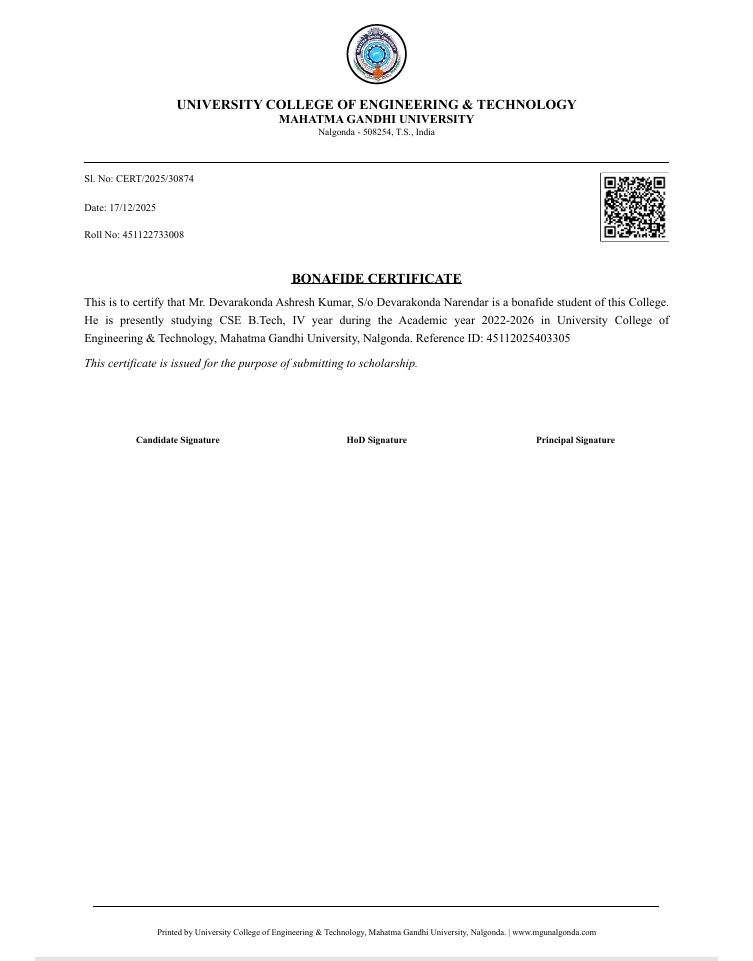 UNIVERSITY COLLEGE OF ENGINEERING & TECHNOLOGY
MAHATMA GANDHI UNIVERSITY
Nalgonda - 508254, T.S., India
Sl. No: CERT/2025/30874
Date: 17/12/2025
Roll No: 451122733008
BONAFIDE CERTIFICATE
This is to certify that Mr. Devarakonda Ashresh Kumar, S/o Devarakonda Narendar is a bonafide student of this College.
He is presently studying CSE B.Tech, IV year during the Academic year 2022-2026 in University College of
Engineering & Technology, Mahatma Gandhi University, Nalgonda. Reference ID: 45112025403305
This certificate is issued for the purpose of submitting to scholarship.
Candidate Signature HoD Signature Principal Signature
Printed by University College of Engineering & Technology, Mahatma Gandhi University, Nalgonda. | www.mgunalgonda.com